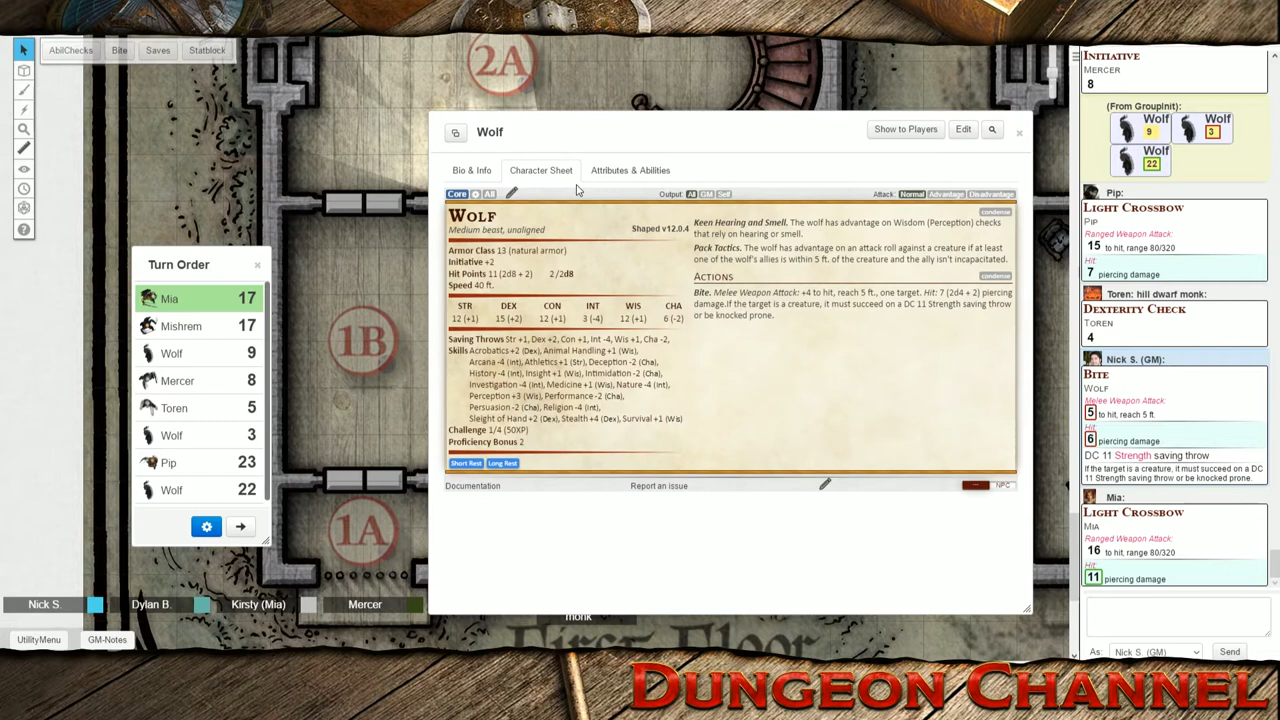 AbilChecks
Bite
Saves
Statblock
2A
1B
1A
Turn Order
×
Mia 17
Mishrem 17
Wolf 9
Mercer 8
Toren 5
Wolf 3
Pip 23
Wolf 22
Nick S.
Dylan B.
Kirsty (Mia)
Mercer
monk
First Floor
UtilityMenu
GM-Notes
Wolf
Show to Players
Edit
×
Bio & Info
Character Sheet
Attributes & Abilities
Core
All
Output: All GM Self
Attack: Normal Advantage Disadvantage
Wolf
Medium beast, unaligned
Shaped v12.0.4
Armor Class 13 (natural armor)
Initiative +2
Hit Points 11 (2d8 + 2) 2/2d8
Speed 40 ft.
STR DEX CON INT WIS CHA
12 (+1) 15 (+2) 12 (+1) 3 (-4) 12 (+1) 6 (-2)
Saving Throws Str +1, Dex +2, Con +1, Int -4, Wis +1, Cha -2,
Skills Acrobatics +2 (Dex), Animal Handling +1 (Wis),
Arcana -4 (Int), Athletics +1 (Str), Deception -2 (Cha),
History -4 (Int), Insight +1 (Wis), Intimidation -2 (Cha),
Investigation -4 (Int), Medicine +1 (Wis), Nature -4 (Int),
Perception +3 (Wis), Performance -2 (Cha),
Persuasion -2 (Cha), Religion -4 (Int),
Sleight of Hand +2 (Dex), Stealth +4 (Dex), Survival +1 (Wis)
Challenge 1/4 (50XP)
Proficiency Bonus 2
Short Rest
Long Rest
condense
Keen Hearing and Smell. The wolf has advantage on Wisdom (Perception) checks
that rely on hearing or smell.
Pack Tactics. The wolf has advantage on an attack roll against a creature if at least
one of the wolf's allies is within 5 ft. of the creature and the ally isn't incapacitated.
Actions
condense
Bite. Melee Weapon Attack: +4 to hit, reach 5 ft., one target. Hit: 7 (2d4 + 2) piercing
damage.If the target is a creature, it must succeed on a DC 11 Strength saving throw
or be knocked prone.
Documentation
Report an issue
NPC
Initiative
Mercer
8
(From GroupInit):
Wolf 9
Wolf 3
Wolf 22
Pip:
Light Crossbow
Pip
Ranged Weapon Attack:
15 to hit, range 80/320
Hit:
7 piercing damage
Toren: hill dwarf monk:
Dexterity Check
Toren
4
Nick S. (GM):
Bite
Wolf
Melee Weapon Attack:
5 to hit, reach 5 ft.
Hit:
6 piercing damage
DC 11 Strength saving throw
If the target is a creature, it must succeed on a DC
11 Strength saving throw or be knocked prone.
Mia:
Light Crossbow
Mia
Ranged Weapon Attack:
16 to hit, range 80/320
Hit:
11 piercing damage
As: Nick S. (GM)
Send
Dungeon Channel